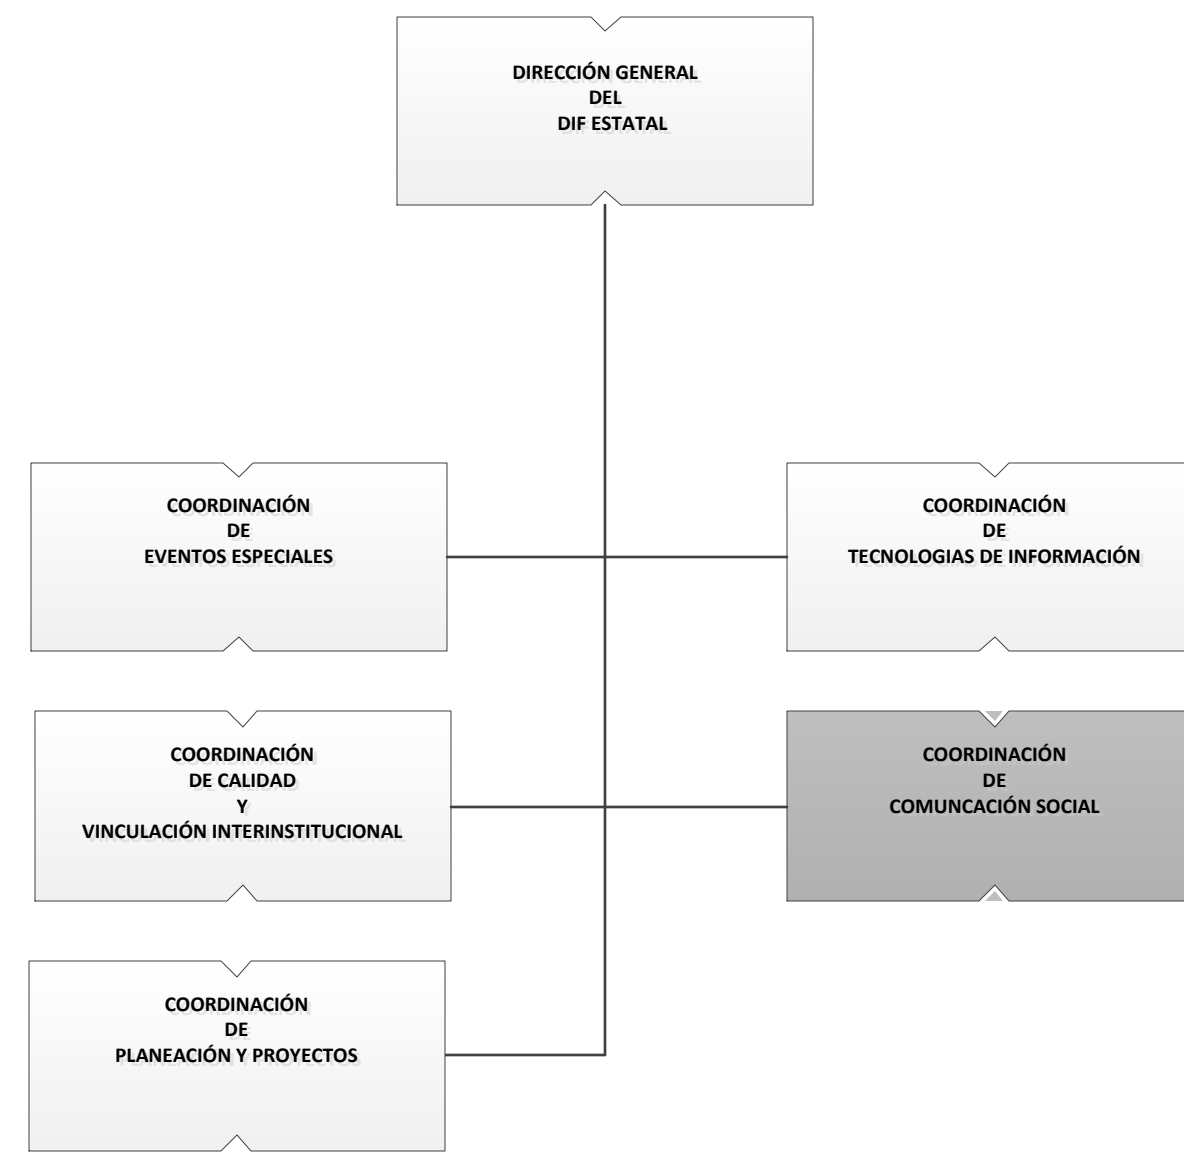 DIRECCIÓN GENERAL
DEL
DIF ESTATAL
COORDINACIÓN
DE
EVENTOS ESPECIALES
COORDINACIÓN
DE
TECNOLOGIAS DE INFORMACIÓN
COORDINACIÓN
DE CALIDAD
Y
VINCULACIÓN INTERINSTITUCIONAL
COORDINACIÓN
DE
COMUNCACIÓN SOCIAL
COORDINACIÓN
DE
PLANEACIÓN Y PROYECTOS